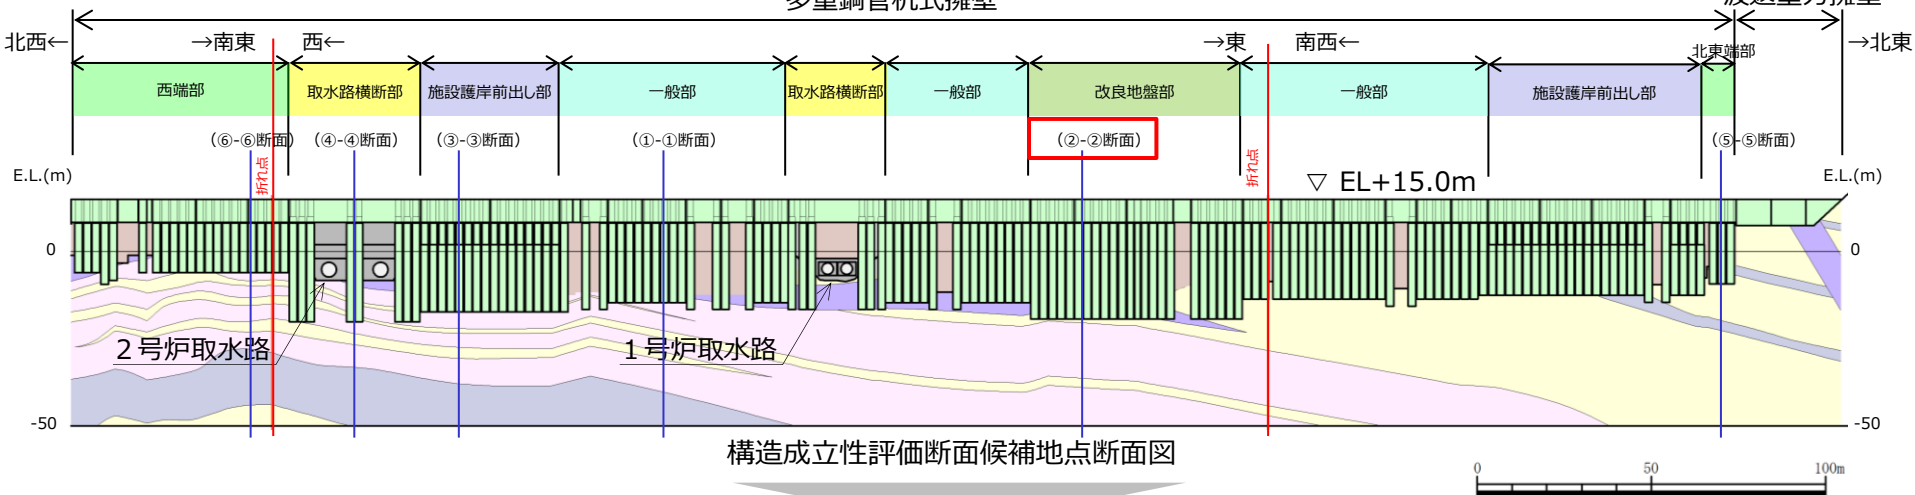 多重鋼管杭式擁壁
波返重力擁壁
北西←
→南東
西←
→東
南西←
北東端部
→北東
西端部
取水路横断部
施設護岸前出し部
一般部
取水路横断部
一般部
改良地盤部
一般部
施設護岸前出し部
(⑥-⑥断面)
(④-④断面)
(③-③断面)
(①-①断面)
(②-②断面)
(⑤-⑤断面)
折れ点
折れ点
E.L.(m)
▽ EL+15.0m
E.L.(m)
0
0
2号炉取水路
1号炉取水路
-50
-50
構造成立性評価断面候補地点断面図
0
50
100m